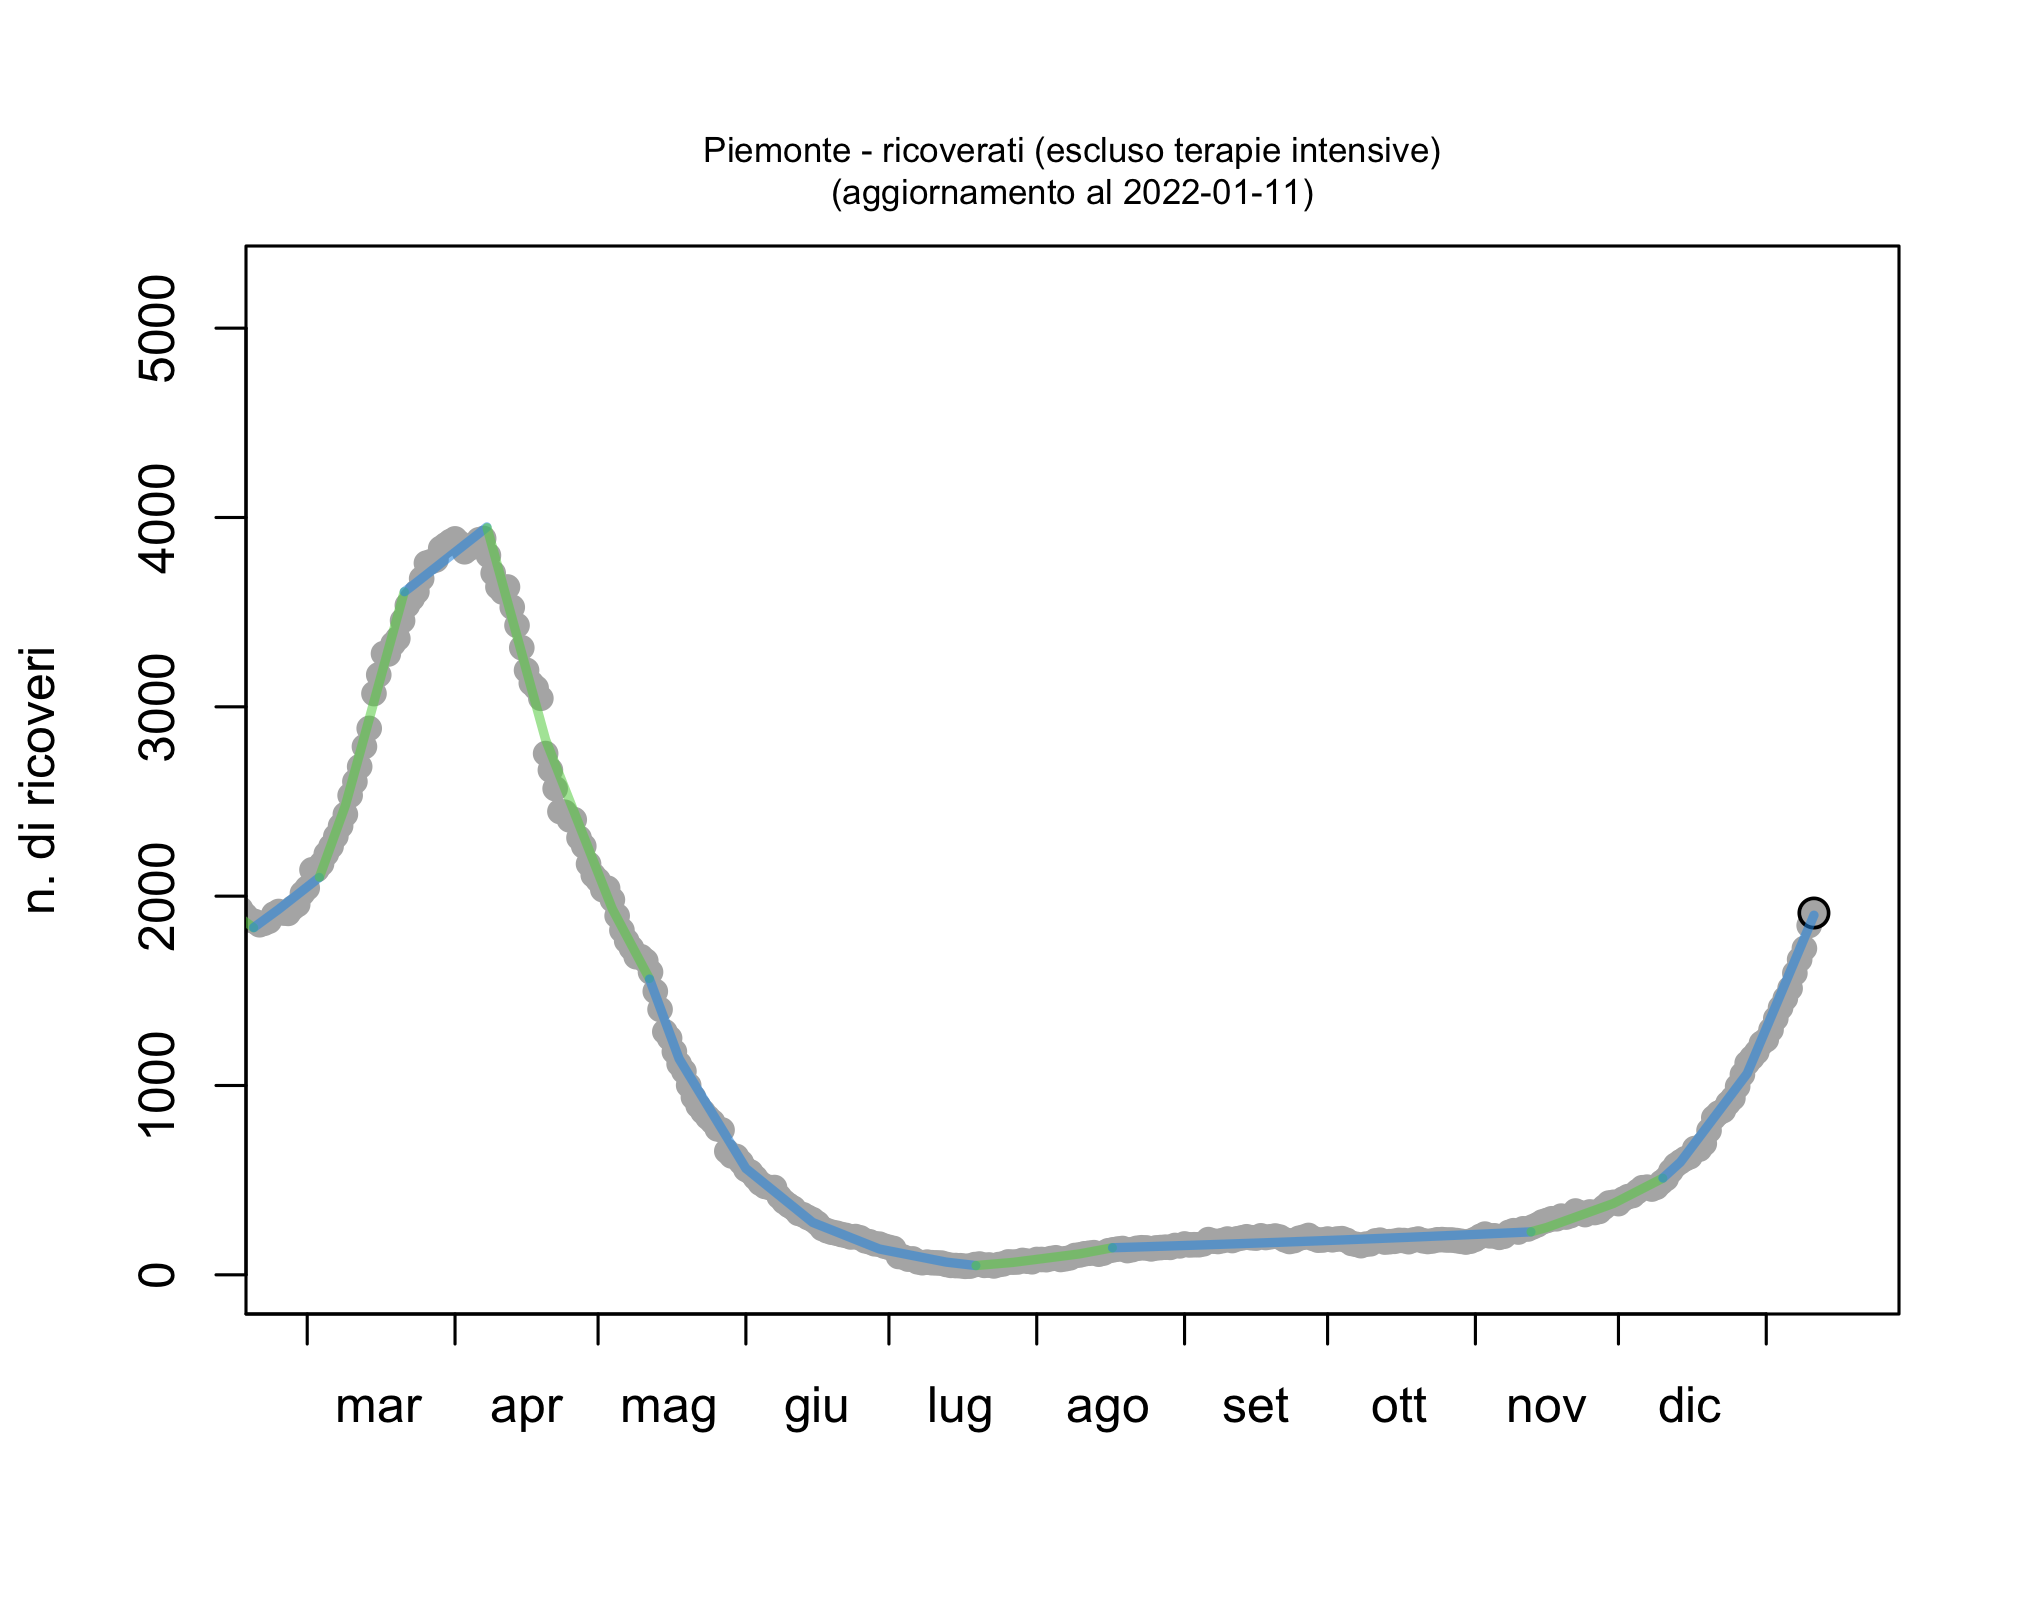 Piemonte - ricoverati (escluso terapie intensive)
(aggiornamento al 2022-01-11)
n. di ricoveri
5000
4000
3000
2000
1000
0
mar apr mag giu lug ago set ott nov dic